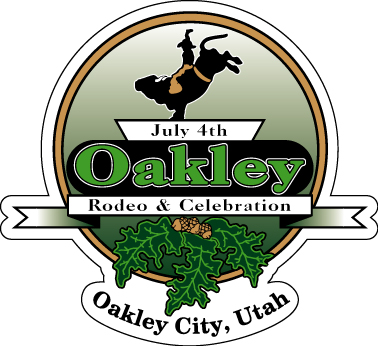 July 4th
Oakley
Rodeo & Celebration
Oakley City, Utah